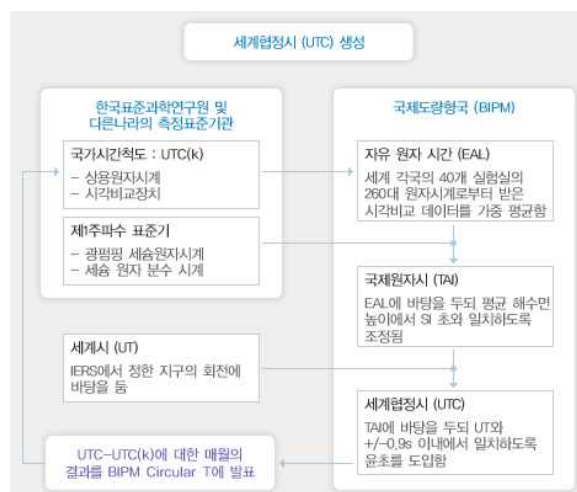 세계협정시 (UTC) 생성
한국표준과학연구원 및
다른나라의 측정표준기관
국가시간척도 : UTC(k)
- 상용원자시계
- 시각비교장치
제1주파수 표준기
- 광펌핑 세슘원자시계
- 세슘 원자 분수 시계
세계시 (UT)
IERS에서 정한 지구의 회전에
바탕을 둠
UTC-UTC(k)에 대한 매월의
결과를 BIPM Circular T에 발표
국제도량형국 (BIPM)
자유 원자 시간 (EAL)
세계 각국의 40개 실험실의
260대 원자시계로부터 받은
시각비교 데이터를 가중 평균함
국제원자시 (TAI)
EAL에 바탕을 두되 평균 해수면
높이에서 SI 초와 일치하도록
조정됨
세계협정시 (UTC)
TAI에 바탕을 두되 UT와
+/-0.9s 이내에서 일치하도록
윤초를 도입함